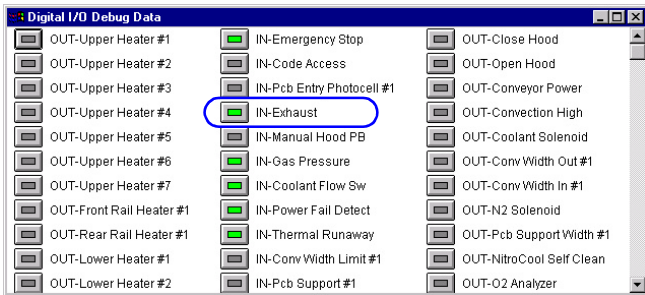 Digital I/O Debug Data
OUT-Upper Heater #1 IN-Emergency Stop OUT-Close Hood
OUT-Upper Heater #2 IN-Code Access OUT-Open Hood
OUT-Upper Heater #3 IN-Pcb Entry Photocell #1 OUT-Conveyor Power
OUT-Upper Heater #4 IN-Exhaust OUT-Convection High
OUT-Upper Heater #5 IN-Manual Hood PB OUT-Coolant Solenoid
OUT-Upper Heater #6 IN-Gas Pressure OUT-Conv Width Out #1
OUT-Upper Heater #7 IN-Coolant Flow Sw OUT-Conv Width In #1
OUT-Front Rail Heater #1 IN-Power Fail Detect OUT-N2 Solenoid
OUT-Rear Rail Heater #1 IN-Thermal Runaway OUT-Pcb Support Width #1
OUT-Lower Heater #1 IN-Conv Width Limit #1 OUT-NitroCool Self Clean
OUT-Lower Heater #2 IN-Pcb Support #1 OUT-O2 Analyzer